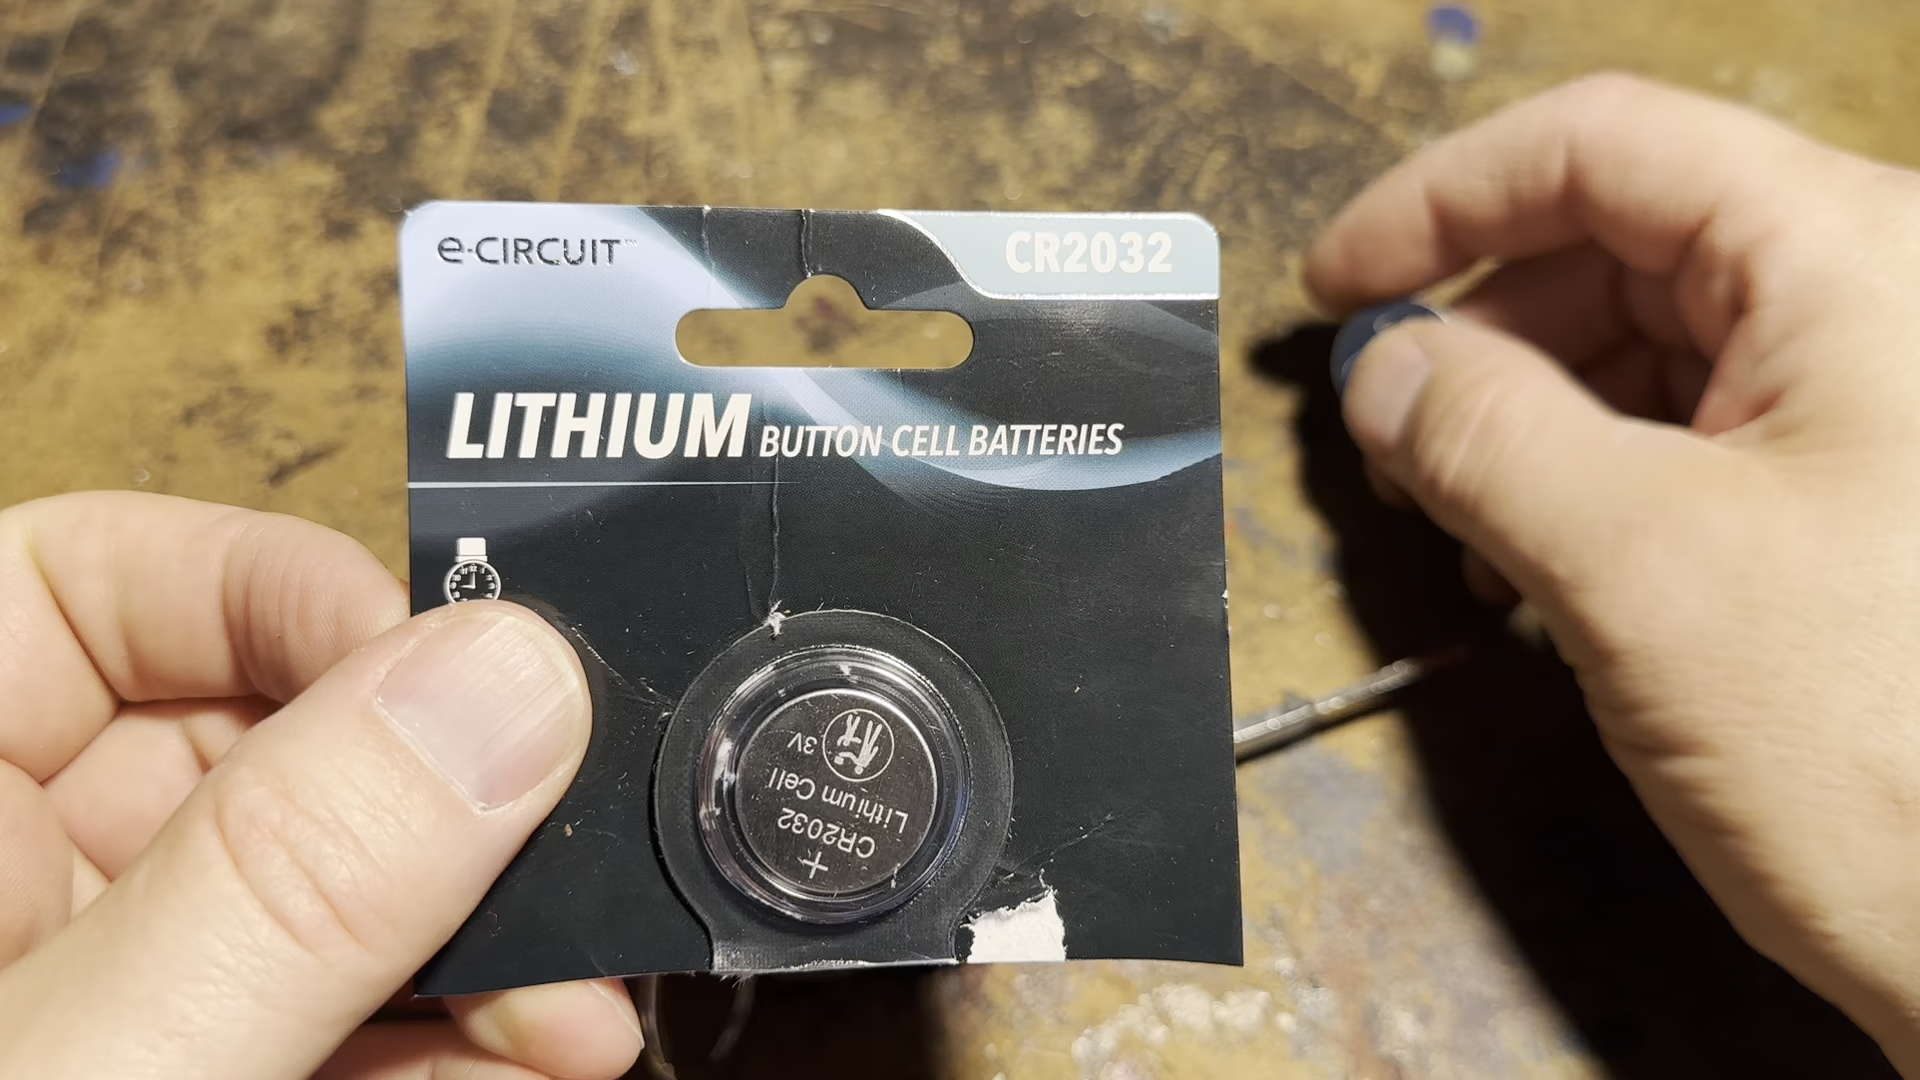 e-CIRCUIT™
CR2032
LITHIUM BUTTON CELL BATTERIES
3V
Lithium Cell
CR2032
+